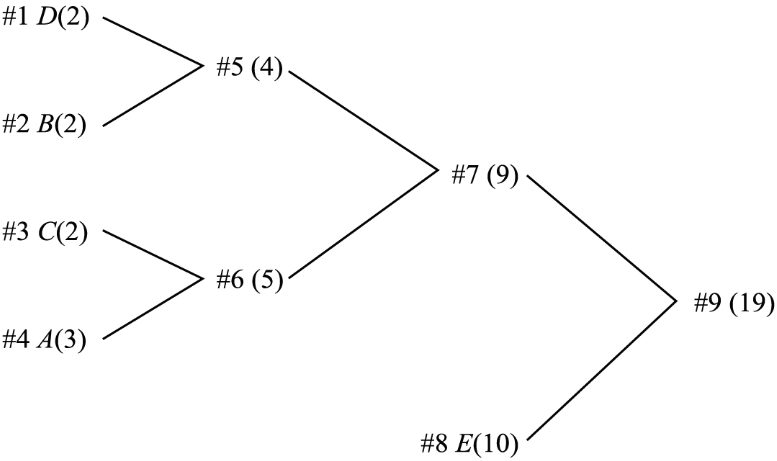 #1 D(2)
#5 (4)
#2 B(2)
#7 (9)
#3 C(2)
#6 (5)
#9 (19)
#4 A(3)
#8 E(10)